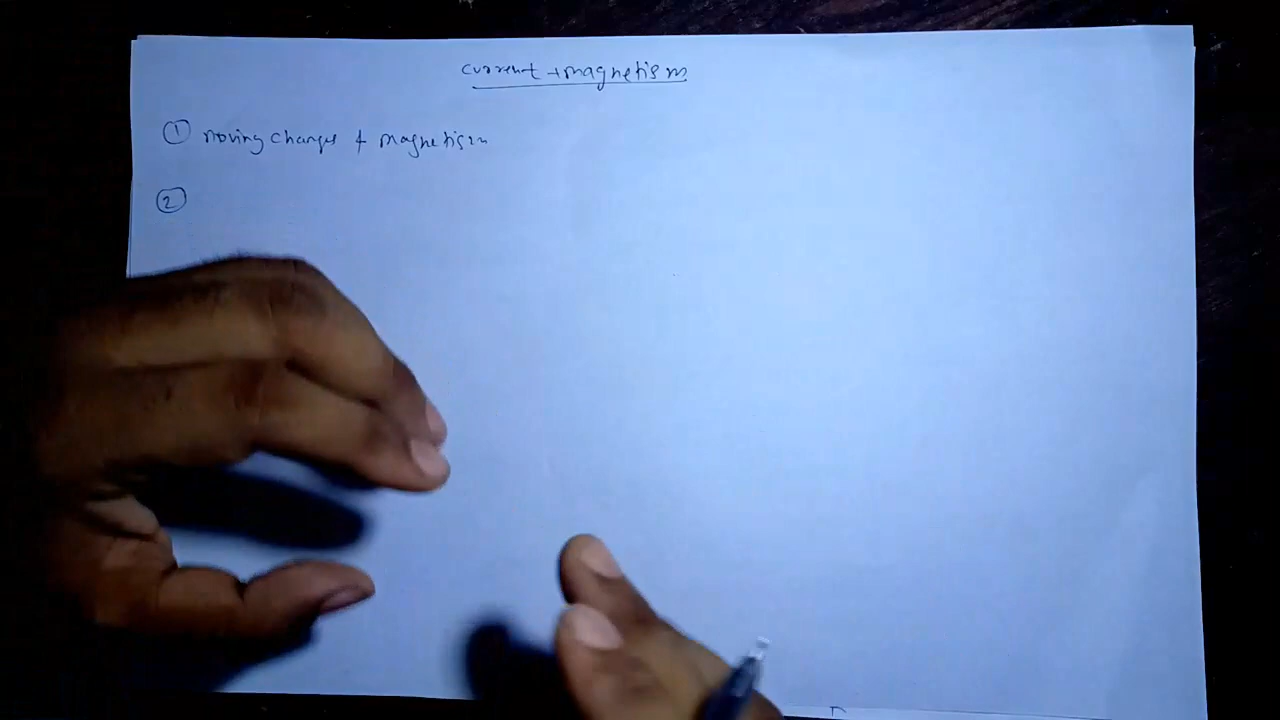 current + magnetism
① moving charges & magnetism
②